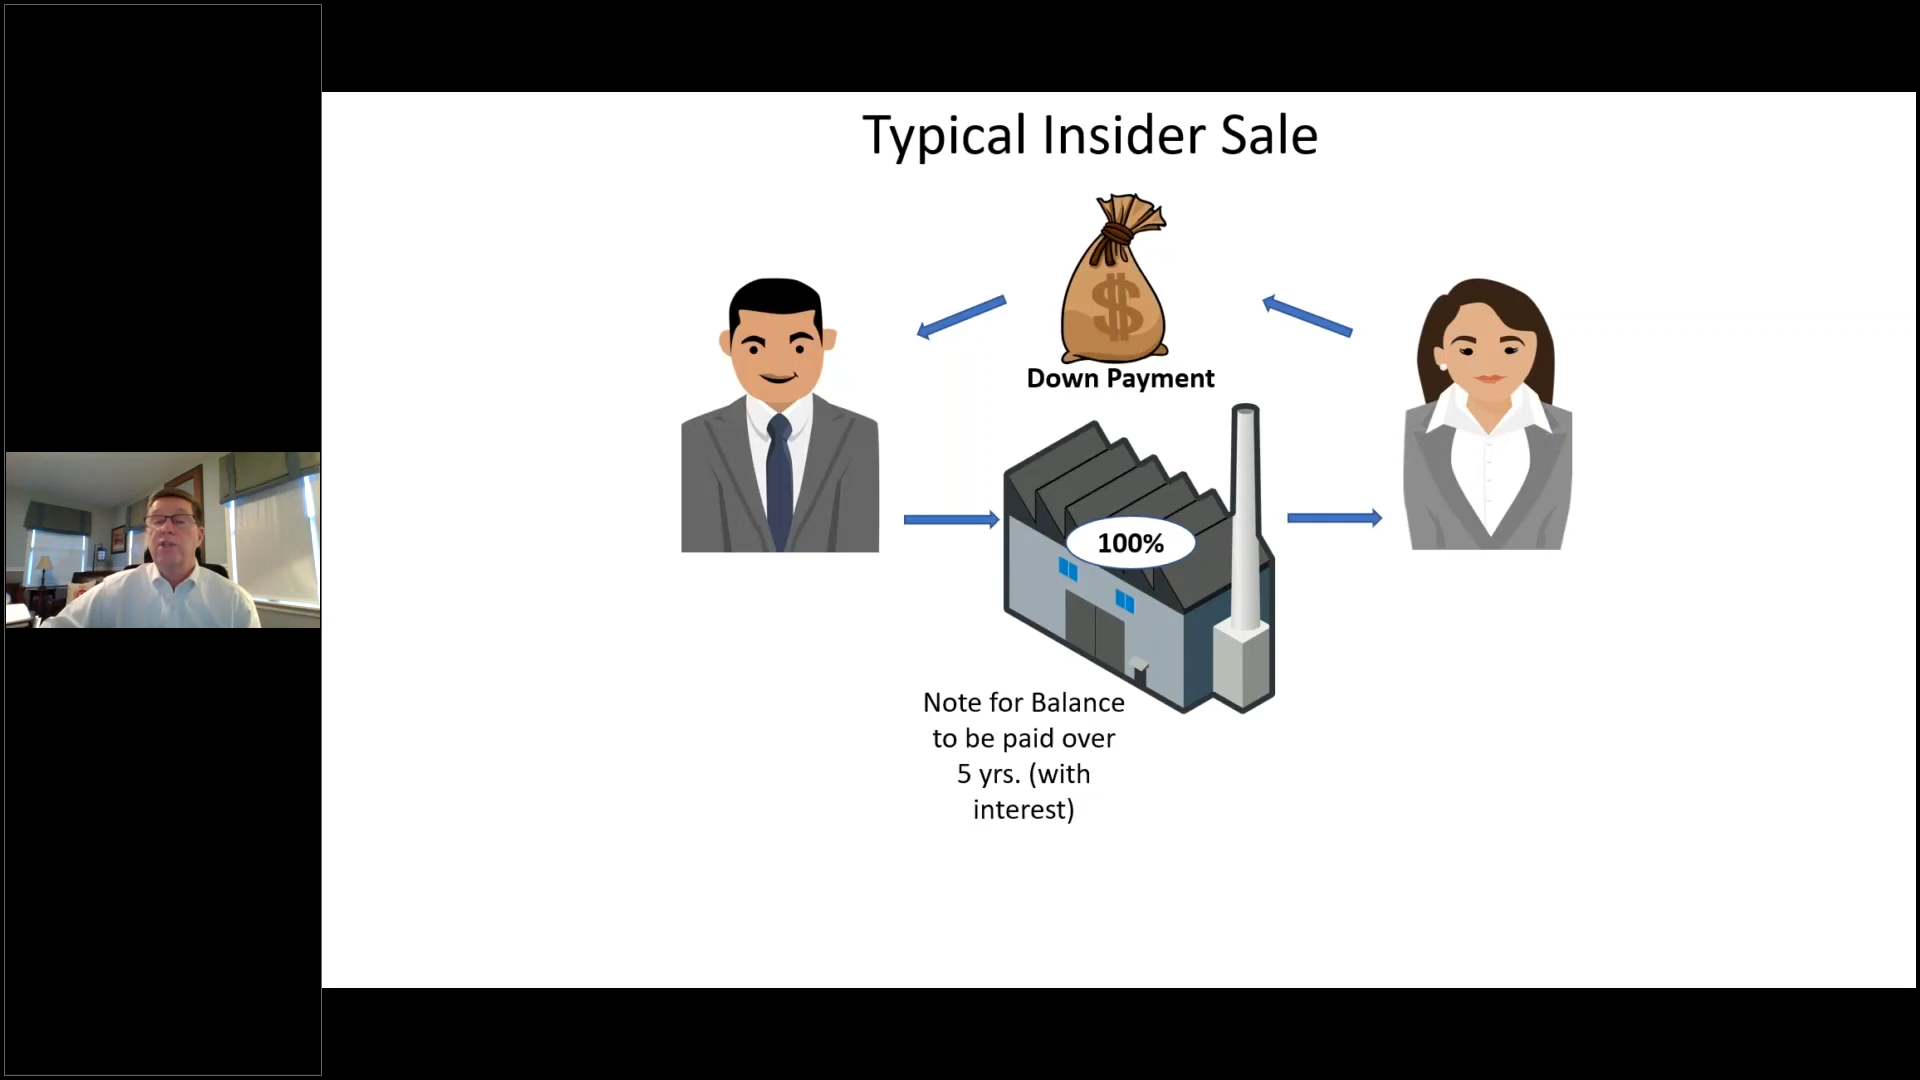 Typical Insider Sale
$
Down Payment
100%
Note for Balance
to be paid over
5 yrs. (with
interest)